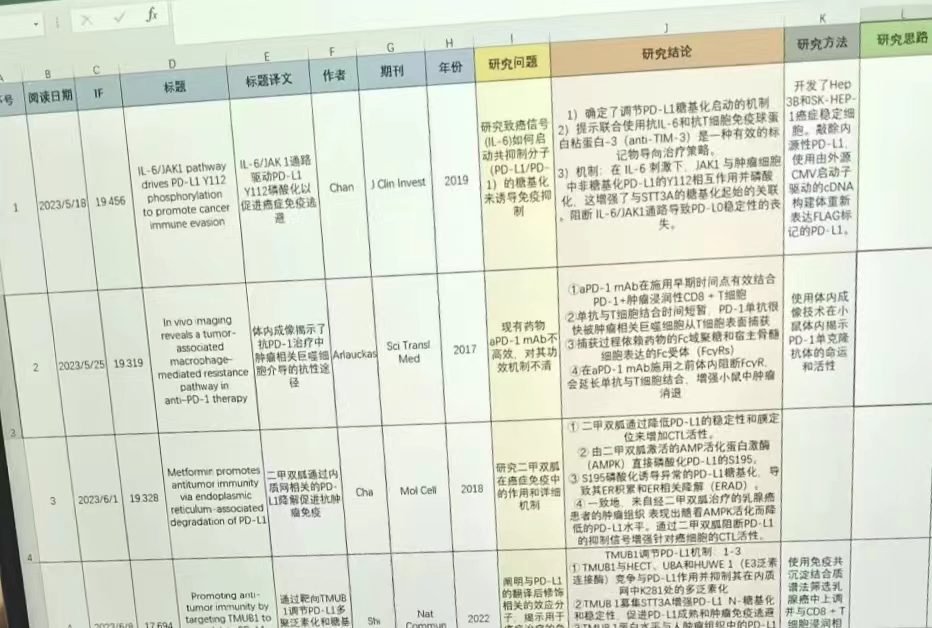 fx
B
C
D
E
F
G
H
I
J
K
L
号
阅读日期
IF
标题
标题译文
作者
期刊
年份
研究问题
研究结论
研究方法
研究思路
1
2023/5/18
19.456
IL-6/JAK1 pathway
drives PD-L1 Y112
phosphorylation
to promote cancer
immune evasion
IL-6/JAK1通路
驱动PD-L1
Y112磷酸化以
促进癌症免疫逃
避
Chan
J Clin Invest
2019
研究致癌信号
(IL-6)如何启
动共抑制分子
(PD-L1/PD-
1）的糖基化
来诱导免疫抑
制
1）确定了调节PD-L1糖基化启动的机制
2）提示联合使用抗IL-6和抗T细胞免疫球蛋
白粘蛋白-3（anti-TIM-3）是一种有效的标
记物导向治疗策略。
3）机制：在 IL-6 刺激下，JAK1 与肿瘤细胞
中非糖基化PD-L1的Y112相互作用并磷酸
化，这增强了与STT3A的糖基化起始的关联
。阻断 IL-6/JAK1通路导致PD-L0稳定性的丧
失。
开发了Hep
3B和SK-HEP-
1癌症稳定细
胞。敲除内
源性PD-L1，
使用由外源
CMV启动子
驱动的cDNA
构建体重新
表达FLAG标
记的PD-L1。
2
2023/5/25
19.319
In vivo imaging
reveals a tumor-
associated
macrophage-
mediated resistance
pathway in
anti-PD-1 therapy
体内成像揭示了
抗PD-1治疗中
肿瘤相关巨噬细
胞介导的抗性途
径
Arlauckas
Sci Transl
Med
2017
现有药物
aPD-1 mAb不
高效，对其功
效机制不清
①aPD-1 mAb在施用早期时间点有效结合
PD-1+肿瘤浸润性CD8 + T细胞
②单抗与T细胞结合时间短暂，PD-1单抗很
快被肿瘤相关巨噬细胞从T细胞表面捕获
③捕获过程依赖药物的Fc域聚糖和宿主骨髓
细胞表达的Fc受体（FcγRs）
④在aPD-1 mAb施用之前体内阻断FcγR，
会延长单抗与T细胞结合，增强小鼠中肿瘤
消退
使用体内成
像技术在小
鼠体内揭示
PD-1单克隆
抗体的命运
和活性
3
3
2023/6/1
19.328
Metformin promotes
antitumor immunity
via endoplasmic
reticulum-associated
degradation of PD-L1
二甲双胍通过内
质网相关的PD-
L1降解促进抗肿
瘤免疫
Cha
Mol Cell
2018
研究二甲双胍
在癌症免疫中
的作用和详细
机制
① 二甲双胍通过降低PD-L1的稳定性和膜定
位来增加CTL活性。
② 由二甲双胍激活的AMP活化蛋白激酶
（AMPK）直接磷酸化PD-L1的S195。
③ S195磷酸化诱导异常的PD-L1糖基化，导
致其ER积累和ER相关降解（ERAD）。
④ 一致地，来自经二甲双胍治疗的乳腺癌
患者的肿瘤组织 表现出随着AMPK活化而降
低的PD-L1水平。通过二甲双胍阻断PD-L1
的抑制信号增强针对癌细胞的CTL活性。
4
2023/6/8
17.694
Promoting anti-
tumor immunity by
targeting TMUB1 to
通过靶向TMUB
1调节PD-L1多
聚泛素化和糖基
Shi
Nat
Commun
2022
阐明与PD-L1
的翻译后修饰
相关的效应分
子，揭示用于
TMUB1调节PD-L1机制：1-3
① TMUB1与HECT、UBA和HUWE 1（E3泛素
连接酶）竞争与PD-L1作用并抑制其在内质
网中K281处的多泛素化
②TMUB 1募集STT3A增强PD-L1 N-糖基化
和稳定性，促进PD-L1成熟和肿瘤免疫逃逸
使用免疫共
沉淀结合质
谱法筛选乳
腺癌中上调
并与CD8 + T
细胞浸润相